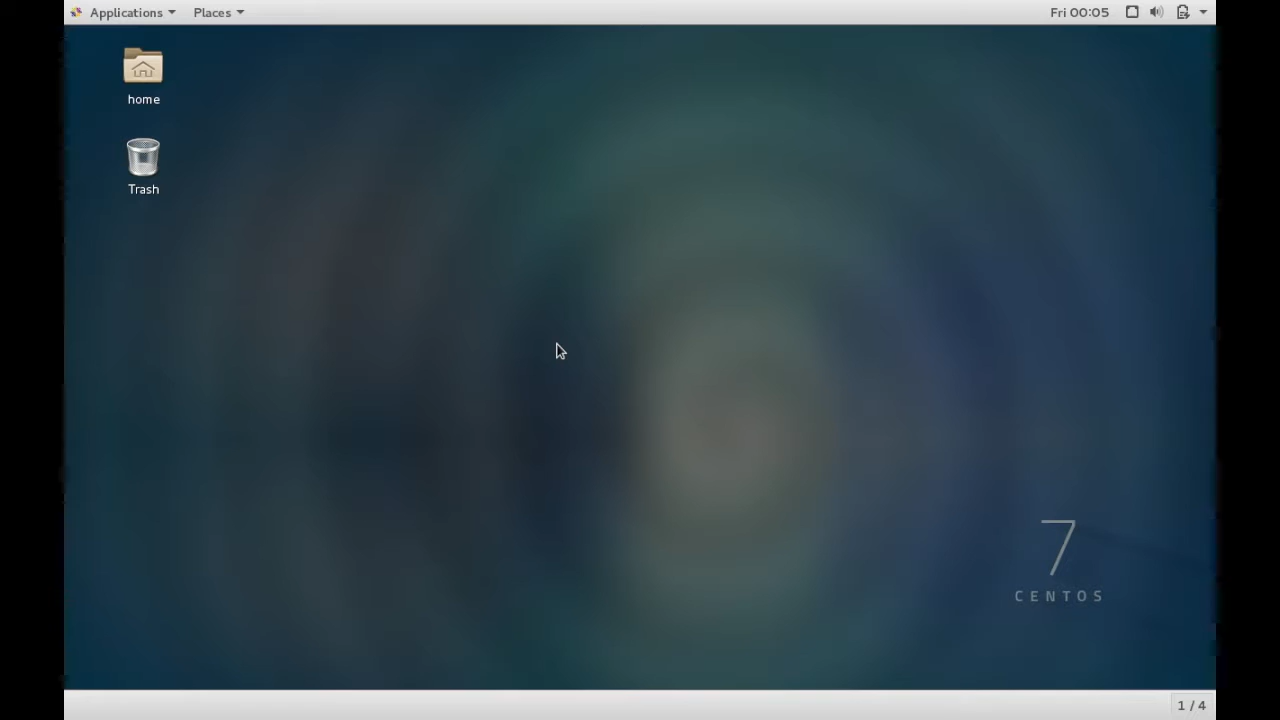 Applications Places Fri 00:05
home
Trash
7
CENTOS
1 / 4